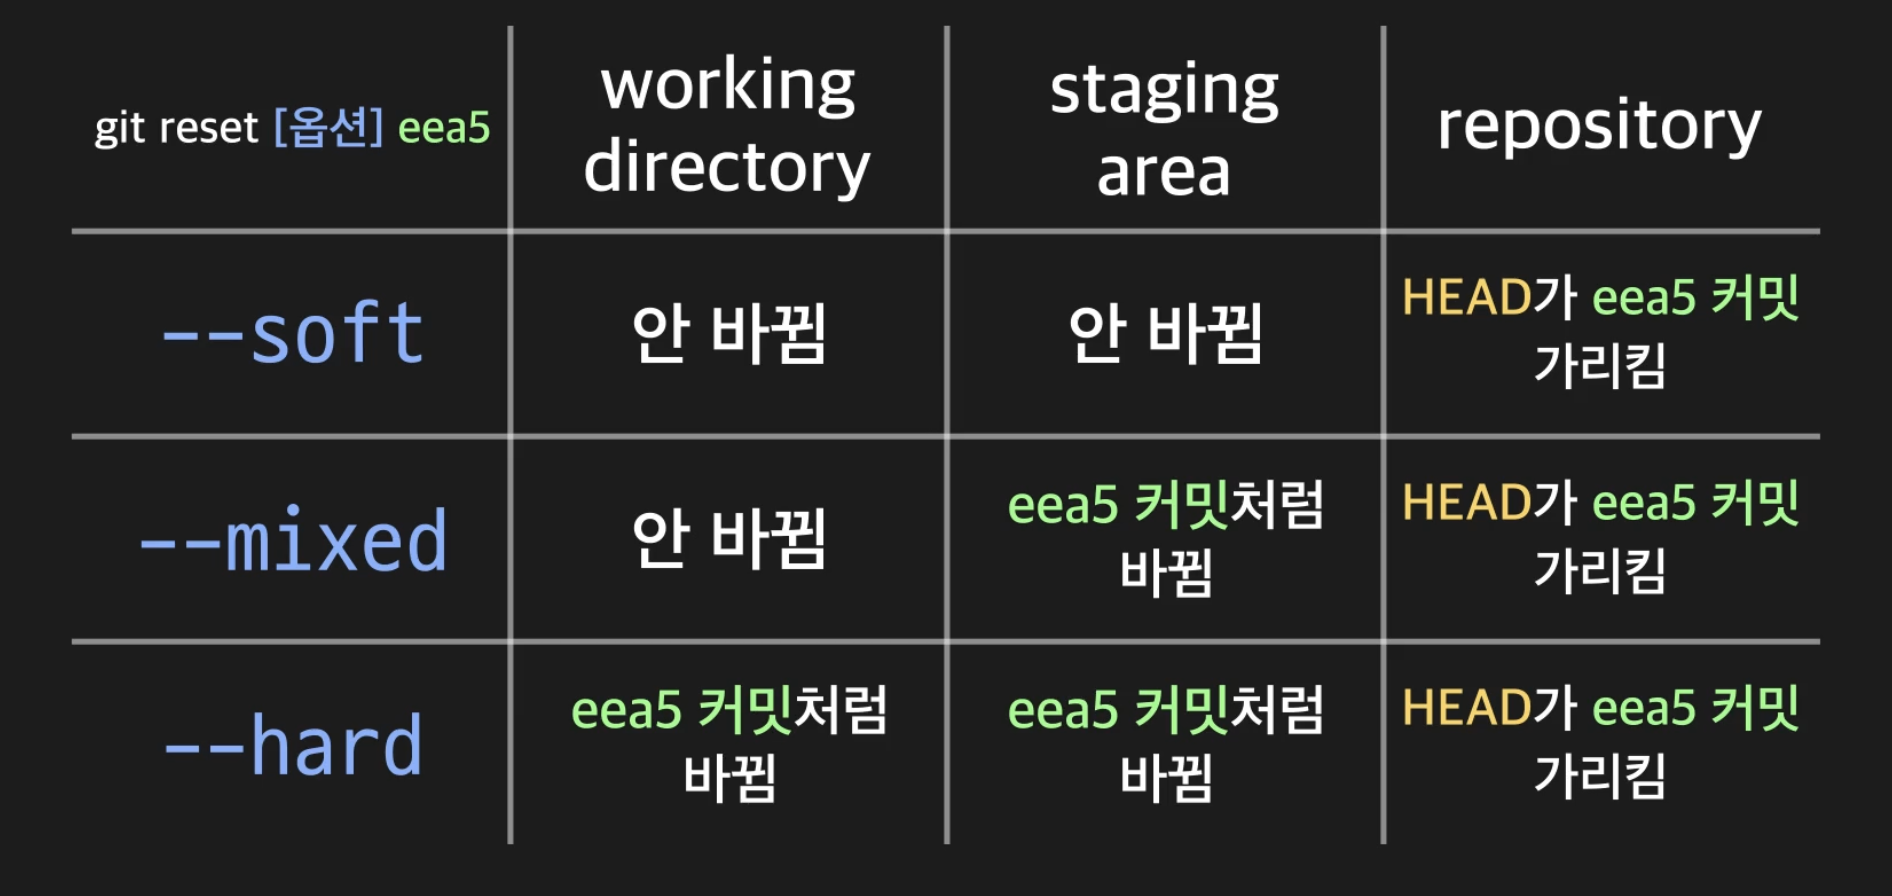 git reset [옵션] eea5
working
directory
staging
area
repository
--soft
안 바뀜
안 바뀜
HEAD가 eea5 커밋
가리킴
--mixed
안 바뀜
eea5 커밋처럼
바뀜
HEAD가 eea5 커밋
가리킴
--hard
eea5 커밋처럼
바뀜
eea5 커밋처럼
바뀜
HEAD가 eea5 커밋
가리킴